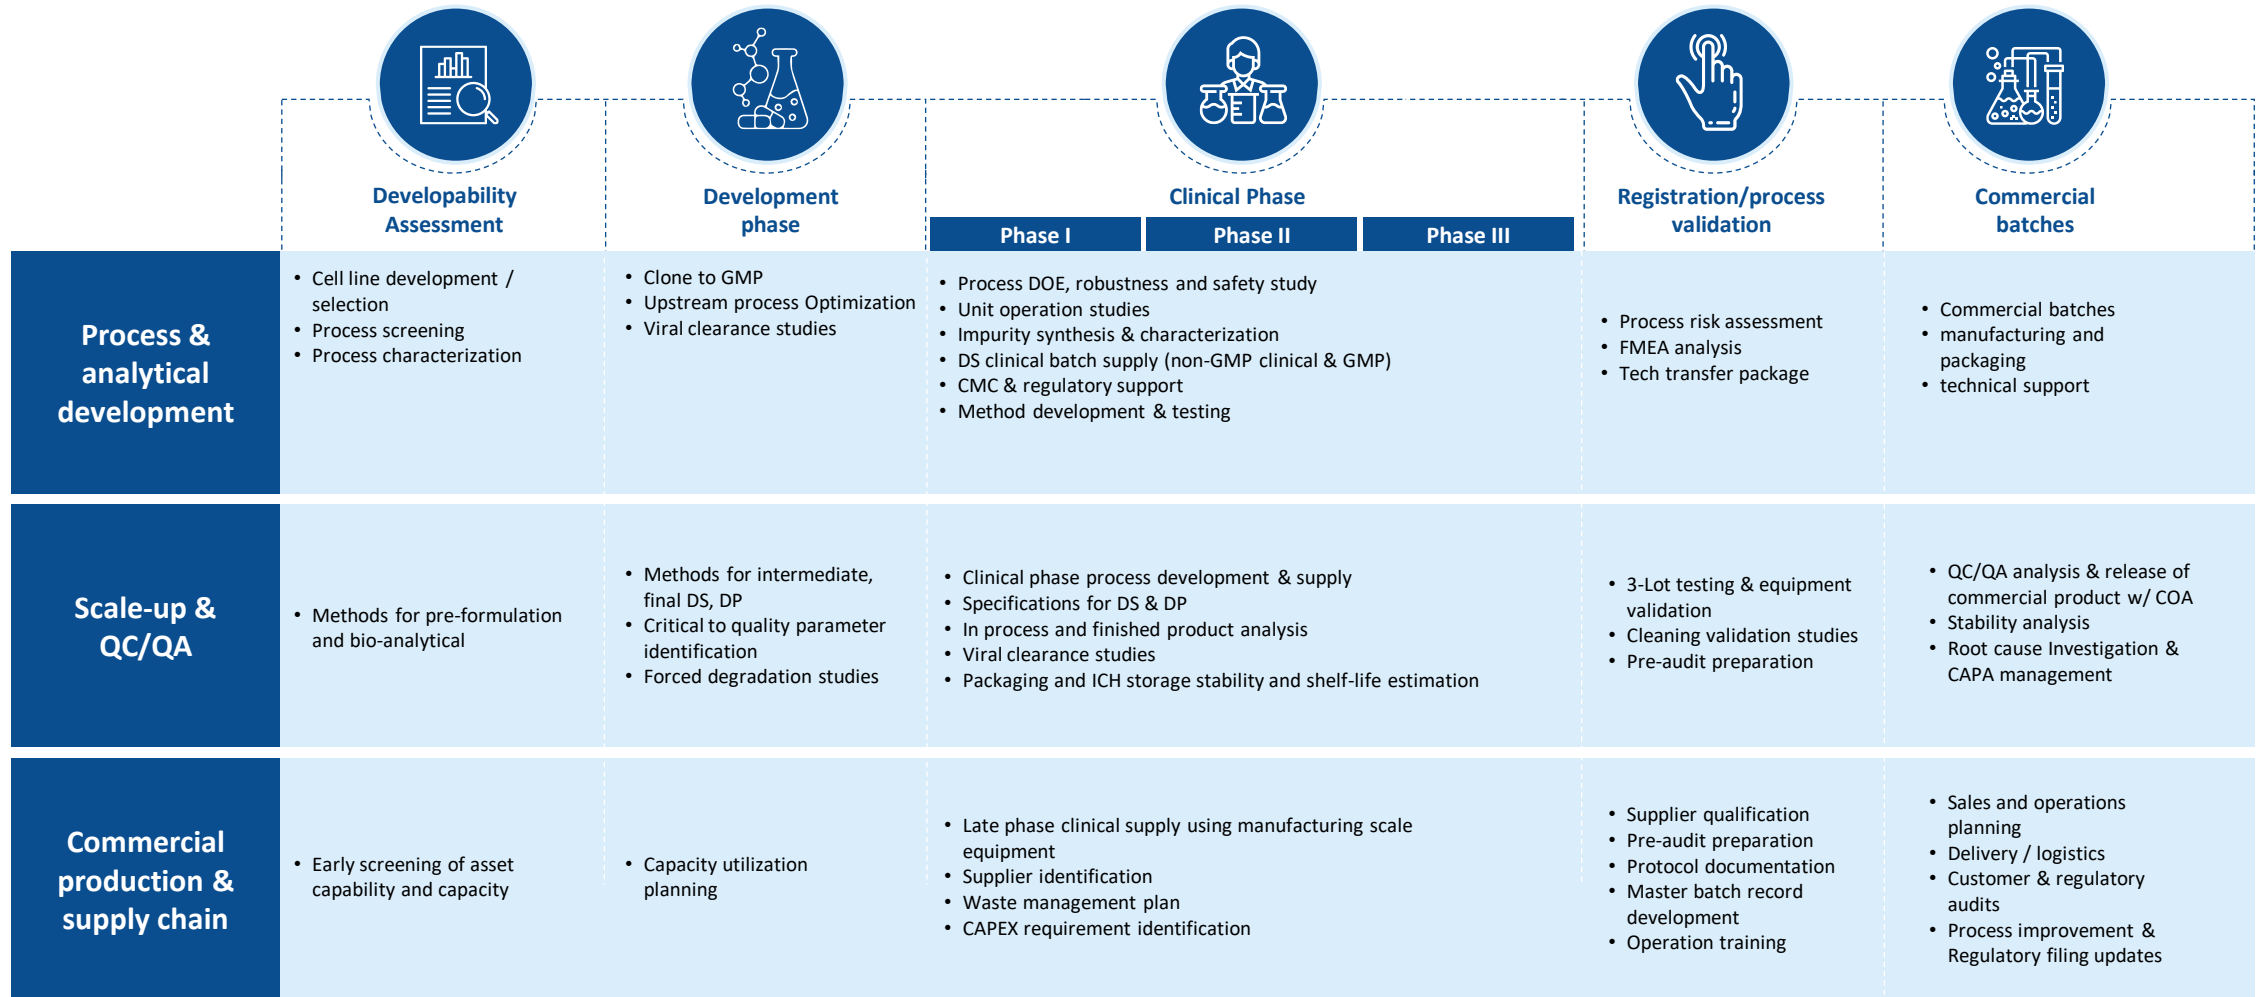 Developability
Assessment
Development
phase
Clinical Phase
Phase I
Phase II
Phase III
Registration/process
validation
Commercial
batches
Process &
analytical
development
• Cell line development /
selection
• Process screening
• Process characterization
• Clone to GMP
• Upstream process Optimization
• Viral clearance studies
• Process DOE, robustness and safety study
• Unit operation studies
• Impurity synthesis & characterization
• DS clinical batch supply (non-GMP clinical & GMP)
• CMC & regulatory support
• Method development & testing
• Process risk assessment
• FMEA analysis
• Tech transfer package
• Commercial batches
• manufacturing and
packaging
• technical support
Scale-up &
QC/QA
• Methods for pre-formulation
and bio-analytical
• Methods for intermediate,
final DS, DP
• Critical to quality parameter
identification
• Forced degradation studies
• Clinical phase process development & supply
• Specifications for DS & DP
• In process and finished product analysis
• Viral clearance studies
• Packaging and ICH storage stability and shelf-life estimation
• 3-Lot testing & equipment
validation
• Cleaning validation studies
• Pre-audit preparation
• QC/QA analysis & release of
commercial product w/ COA
• Stability analysis
• Root cause Investigation &
CAPA management
Commercial
production &
supply chain
• Early screening of asset
capability and capacity
• Capacity utilization
planning
• Late phase clinical supply using manufacturing scale
equipment
• Supplier identification
• Waste management plan
• CAPEX requirement identification
• Supplier qualification
• Pre-audit preparation
• Protocol documentation
• Master batch record
development
• Operation training
• Sales and operations
planning
• Delivery / logistics
• Customer & regulatory
audits
• Process improvement &
Regulatory filing updates